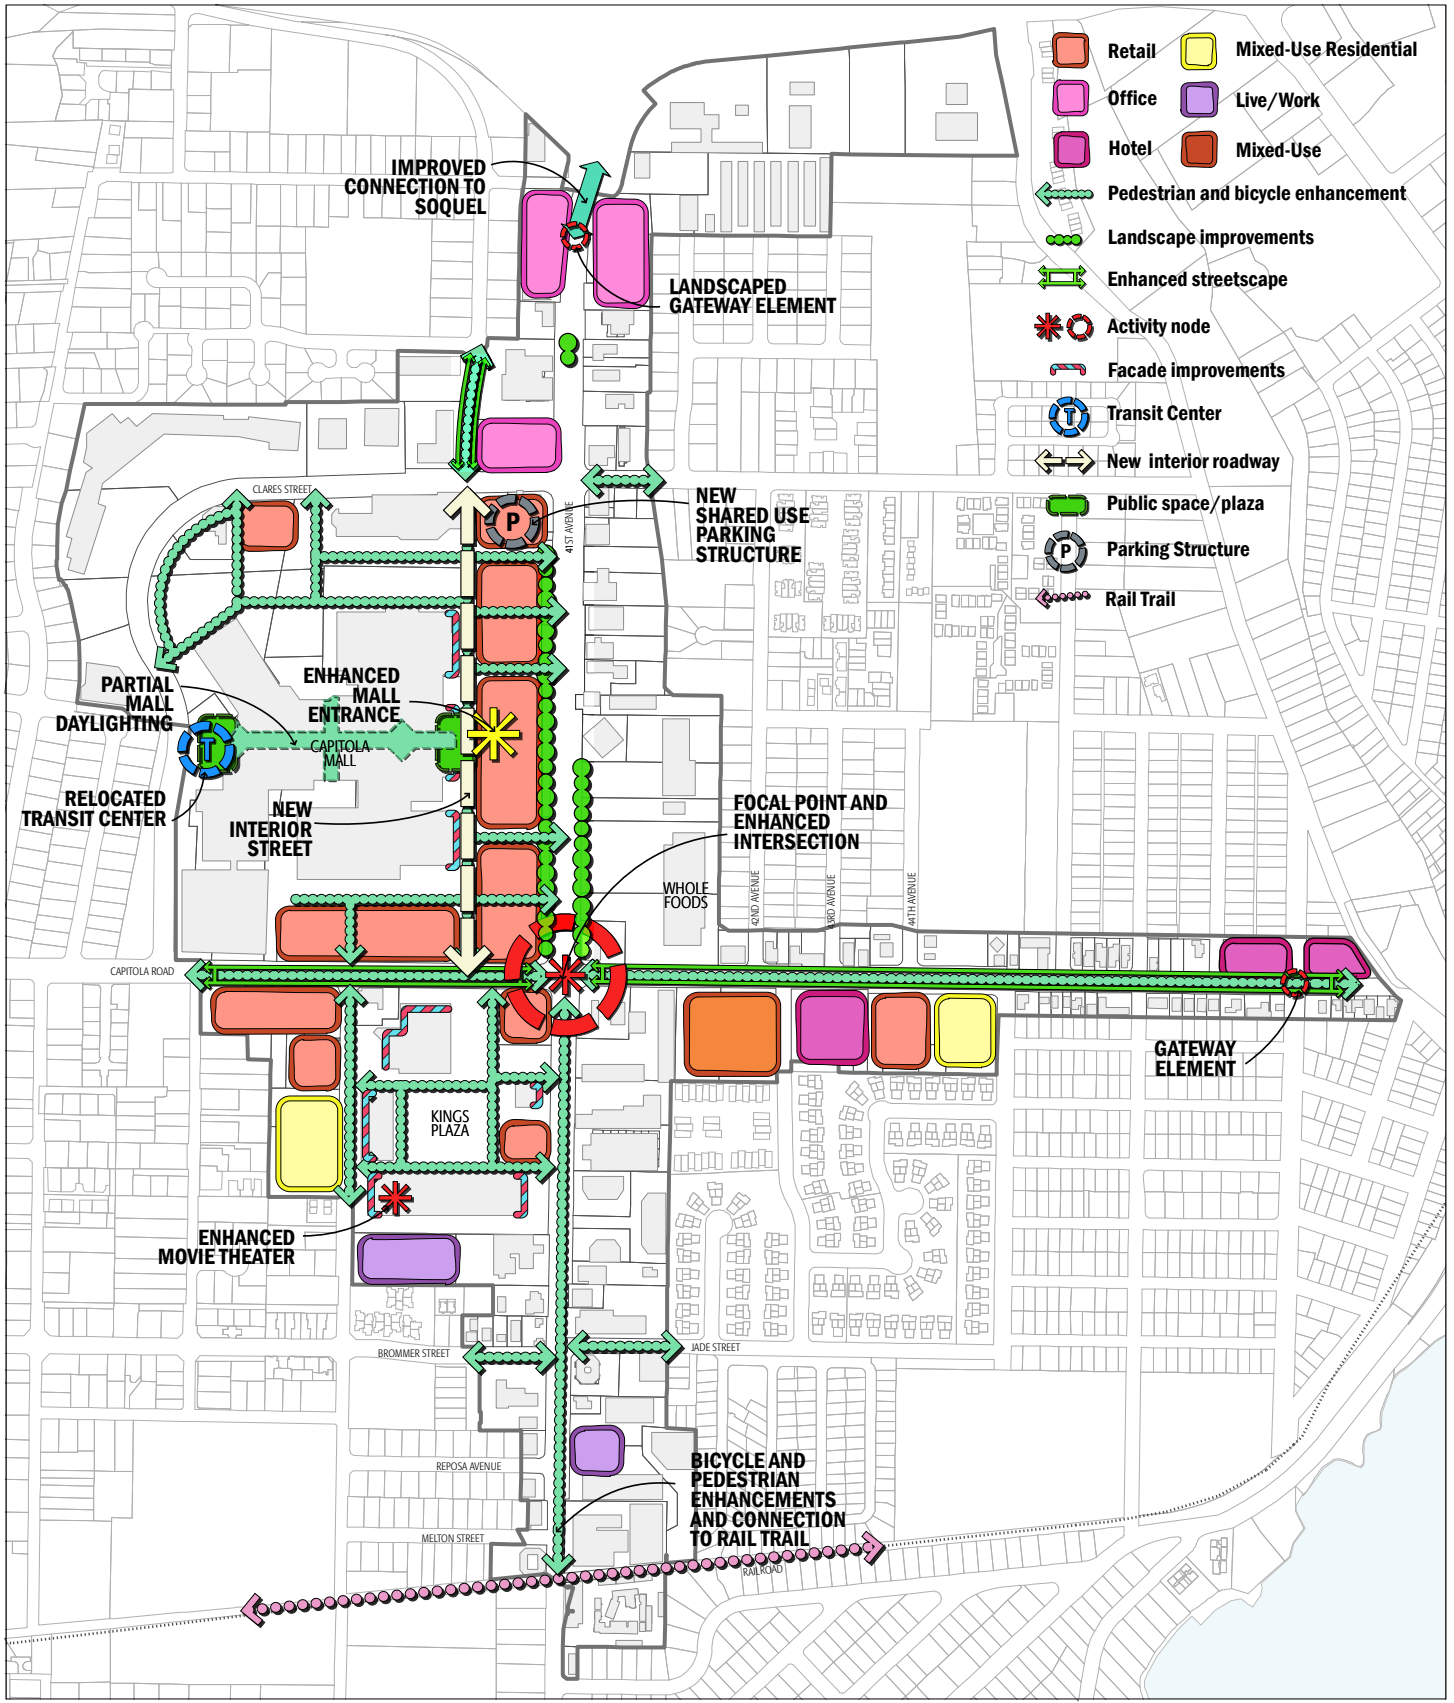 Retail
Mixed-Use Residential
Office
Live/Work
Hotel
Mixed-Use
Pedestrian and bicycle enhancement
Landscape improvements
Enhanced streetscape
Activity node
Facade improvements
T
Transit Center
New interior roadway
Public space/plaza
P
Parking Structure
Rail Trail
IMPROVED
CONNECTION TO
SOQUEL
LANDSCAPED
GATEWAY ELEMENT
CLARES STREET
41ST AVENUE
P
NEW
SHARED USE
PARKING
STRUCTURE
PARTIAL
MALL
DAYLIGHTING
ENHANCED
MALL
ENTRANCE
T
CAPITOLA
MALL
RELOCATED
TRANSIT CENTER
NEW
INTERIOR
STREET
FOCAL POINT AND
ENHANCED
INTERSECTION
WHOLE
FOODS
42ND AVENUE
43RD AVENUE
44TH AVENUE
CAPITOLA ROAD
GATEWAY
ELEMENT
KINGS
PLAZA
ENHANCED
MOVIE THEATER
BROMMER STREET
JADE STREET
REPOSA AVENUE
MELTON STREET
BICYCLE AND
PEDESTRIAN
ENHANCEMENTS
AND CONNECTION
TO RAIL TRAIL
RAILROAD